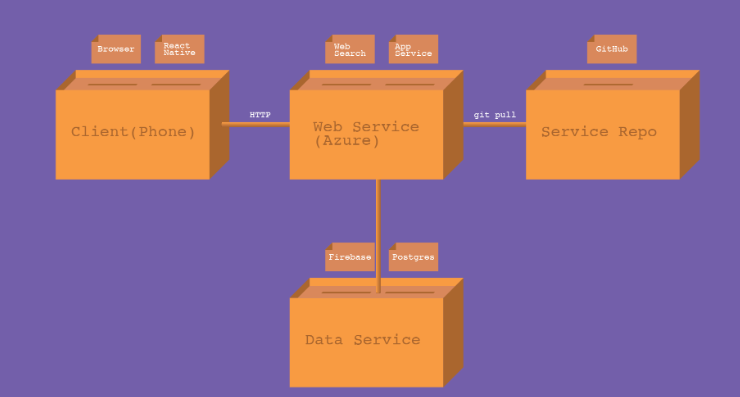 Browser
React
Native
Web
Search
App
Service
GitHub
Client(Phone)
HTTP
Web Service
(Azure)
git pull
Service Repo
Firebase
Postgres
Data Service